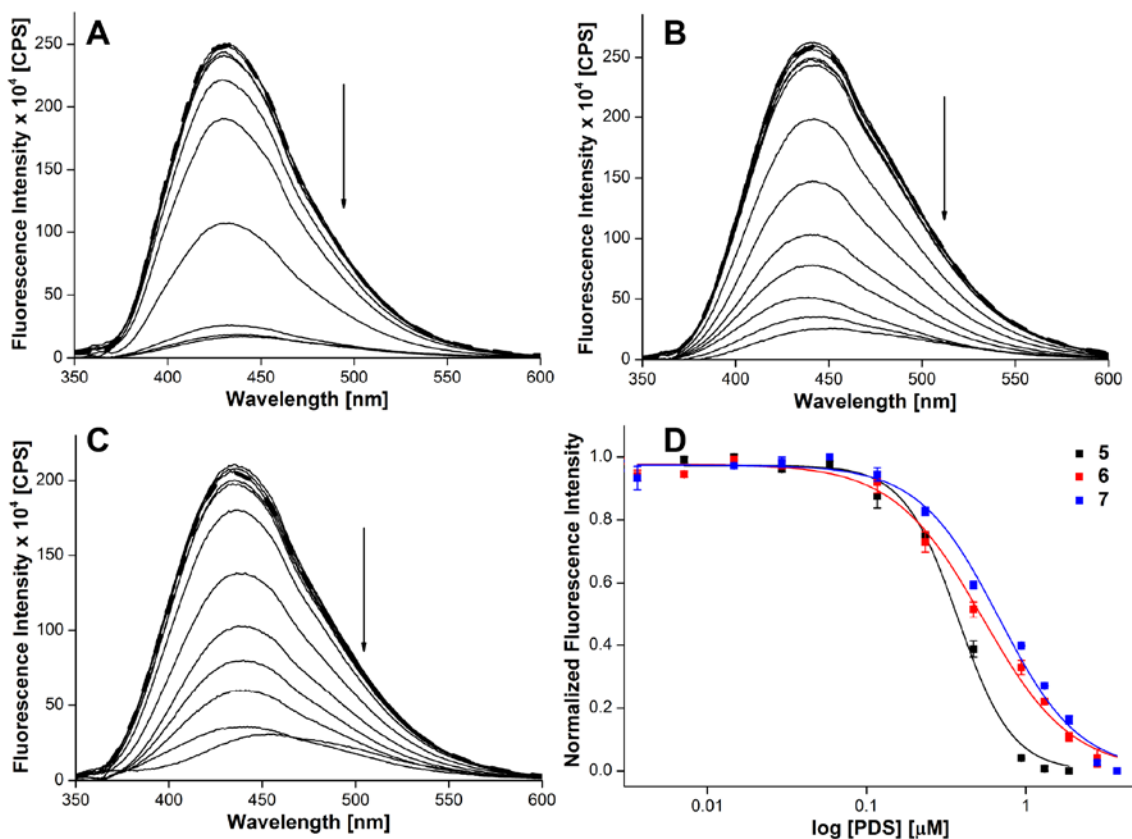 A
Fluorescence Intensity x 10⁴ [CPS]
250
200
150
100
50
0
350 400 450 500 550 600
Wavelength [nm]
B
Fluorescence Intensity x 10⁴ [CPS]
250
200
150
100
50
0
350 400 450 500 550 600
Wavelength [nm]
C
Fluorescence Intensity x 10⁴ [CPS]
200
150
100
50
0
350 400 450 500 550 600
Wavelength [nm]
D
5
6
7
Normalized Fluorescence Intensity
1.0
0.8
0.6
0.4
0.2
0.0
0.01 0.1 1
log [PDS] [µM]